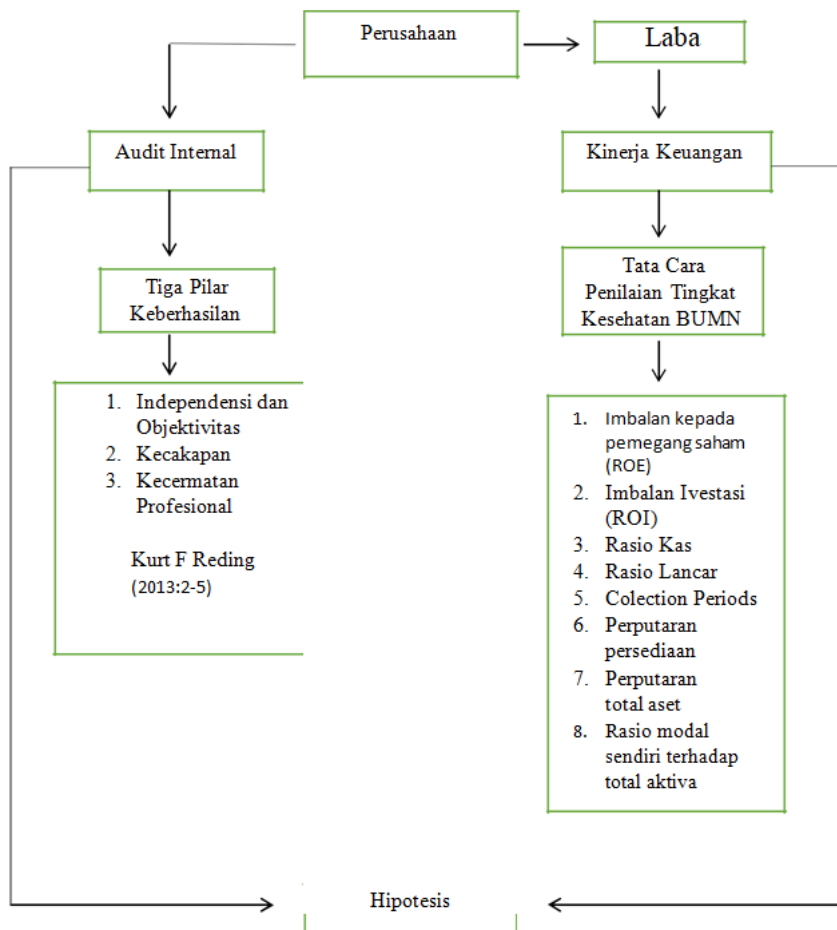 Perusahaan
Laba
Audit Internal
Kinerja Keuangan
Tiga Pilar
Keberhasilan
Tata Cara
Penilaian Tingkat
Kesehatan BUMN
1. Independensi dan
Objektivitas
2. Kecakapan
3. Kecermatan
Profesional
Kurt F Reding
(2013:2-5)
1. Imbalan kepada
pemegang saham
(ROE)
2. Imbalan Ivestasi
(ROI)
3. Rasio Kas
4. Rasio Lancar
5. Colection Periods
6. Perputaran
persediaan
7. Perputaran
total aset
8. Rasio modal
sendiri terhadap
total aktiva
Hipotesis